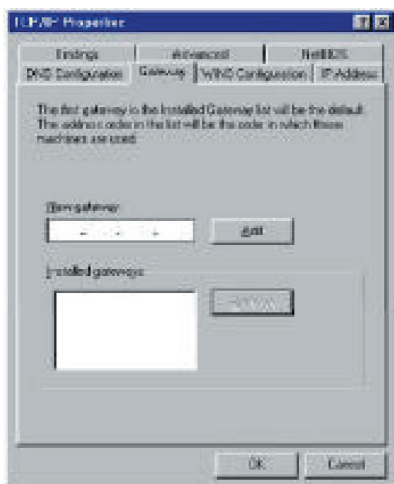 TCP/IP Properties
Bindings Advanced NetBIOS
DNS Configuration Gateway WINS Configuration IP Address
The first gateway in the Installed Gateway list will be the default.
The address order in the list will be the order in which these
machines are used.
New gateway:
Add
Installed gateways:
Remove
OK Cancel